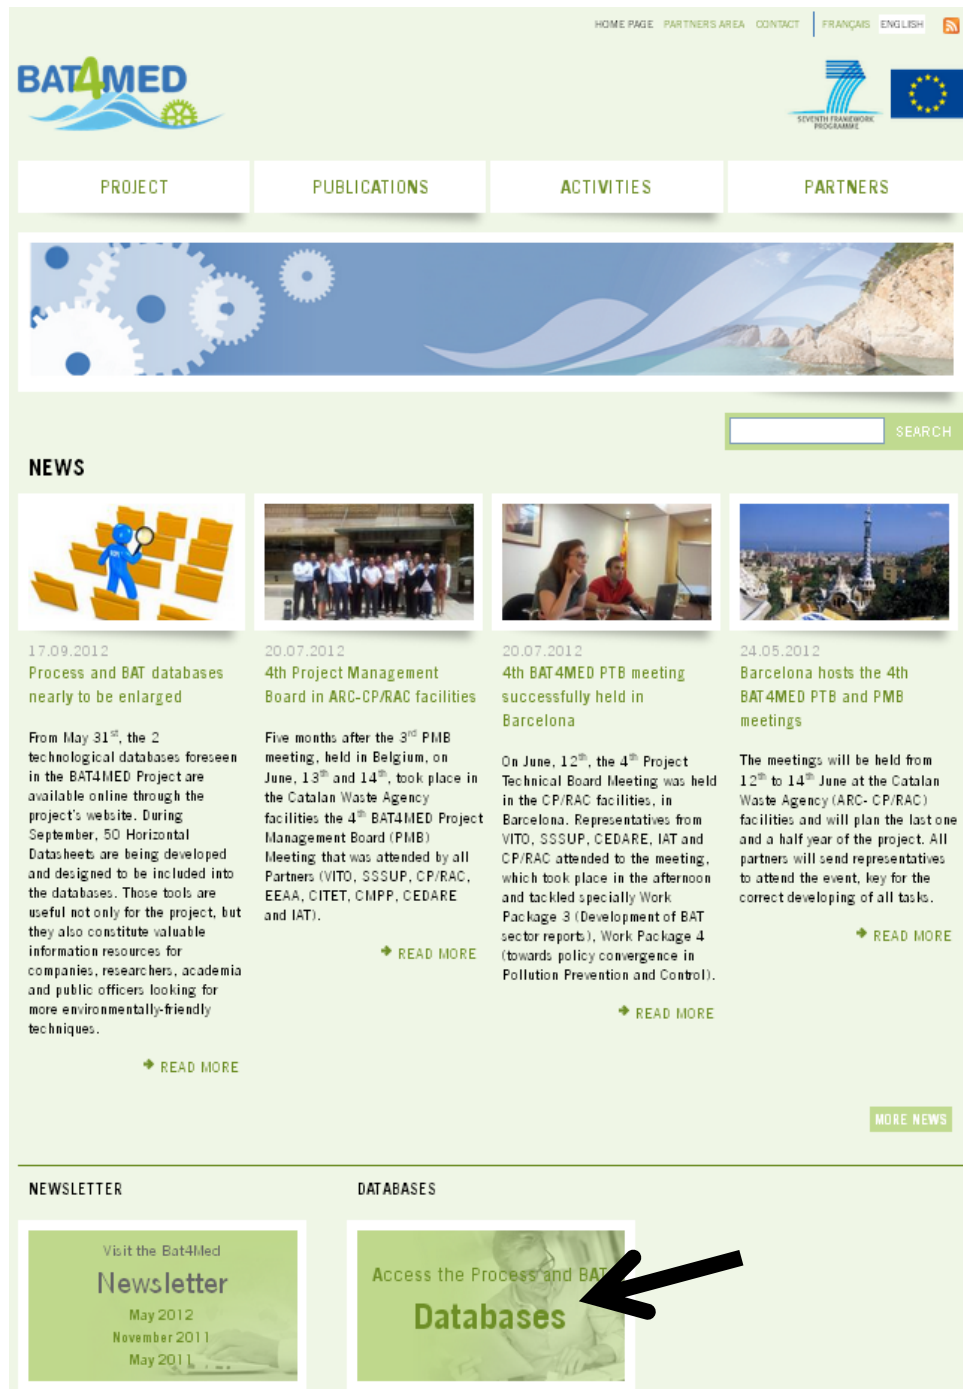 HOME PAGE PARTNERS AREA CONTACT FRANÇAIS ENGLISH
BAT4MED
SEVENTH FRAMEWORK
PROGRAMME
PROJECT PUBLICATIONS ACTIVITIES PARTNERS
SEARCH
NEWS
17.09.2012
Process and BAT databases
nearly to be enlarged
From May 31st, the 2
technological databases foreseen
in the BAT4MED Project are
available online through the
project's website. During
September, 50 Horizontal
Datasheets are being developed
and designed to be included into
the databases. Those tools are
useful not only for the project, but
they also constitute valuable
information resources for
companies, researchers, academia
and public officers looking for
more environmentally-friendly
techniques.
READ MORE
20.07.2012
4th Project Management
Board in ARC-CP/RAC facilities
Five months after the 3rd PMB
meeting, held in Belgium, on
June, 13th and 14th, took place in
the Catalan Waste Agency
facilities the 4th BAT4MED Project
Management Board (PMB)
Meeting that was attended by all
Partners (VITO, SSSUP, CP/RAC,
EEAA, CITET, CMPP, CEDARE
and IAT).
READ MORE
20.07.2012
4th BAT4MED PTB meeting
successfully held in
Barcelona
On June, 12th, the 4th Project
Technical Board Meeting was held
in the CP/RAC facilities, in
Barcelona. Representatives from
VITO, SSSUP, CEDARE, IAT and
CP/RAC attended to the meeting,
which took place in the afternoon
and tackled specially Work
Package 3 (Development of BAT
sector reports), Work Package 4
(towards policy convergence in
Pollution Prevention and Control).
READ MORE
24.05.2012
Barcelona hosts the 4th
BAT4MED PTB and PMB
meetings
The meetings will be held from
12th to 14th June at the Catalan
Waste Agency (ARC- CP/RAC)
facilities and will plan the last one
and a half year of the project. All
partners will send representatives
to attend the event, key for the
correct developing of all tasks.
READ MORE
MORE NEWS
NEWSLETTER
Visit the Bat4Med
Newsletter
May 2012
November 2011
May 2011
DATABASES
Access the Process and BAT
Databases